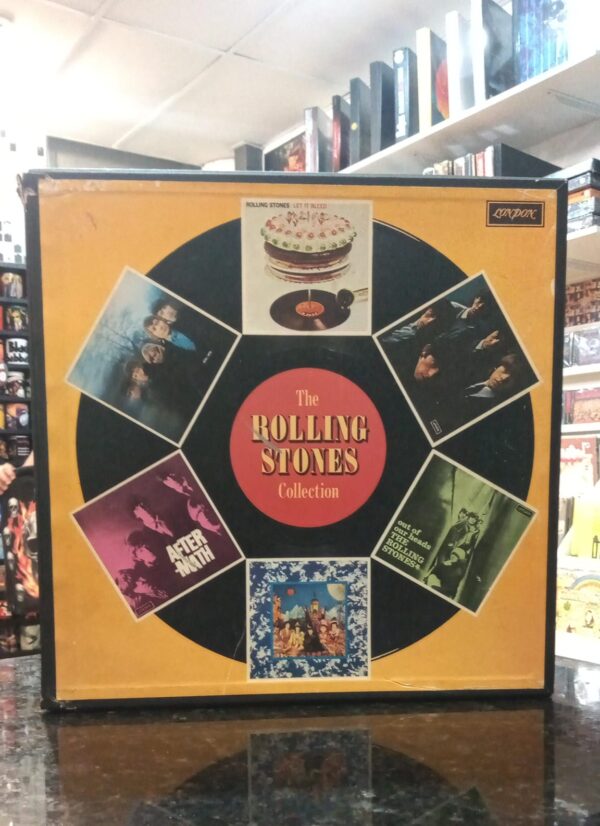 ROLLING STONES LET IT BLEED
LONDON
The
ROLLING
STONES
Collection
AFTER-
MATH
out of
our heads
THE
ROLLING
STONES